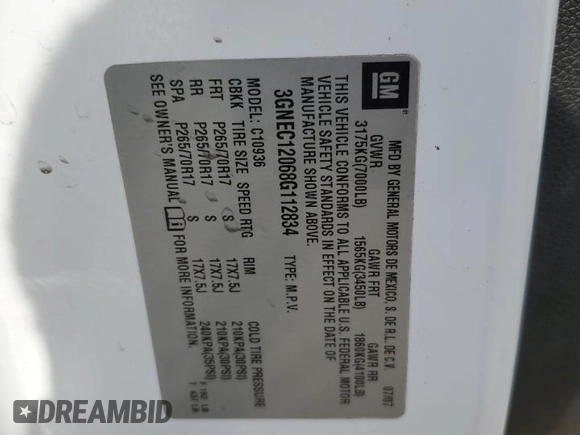 GM
MFD BY GENERAL MOTORS DE MEXICO, S. DE R.L. DE C.V. 07/07
GVWR GAWR FRT GAWR RR
3175KG(7000LB) 1565KG(3450LB) 1860KG(4100LB)
THIS VEHICLE CONFORMS TO ALL APPLICABLE U.S. FEDERAL MOTOR
VEHICLE SAFETY STANDARDS IN EFFECT ON THE DATE OF
MANUFACTURE SHOWN ABOVE.
3GNEC12068G112834 TYPE: M.P.V.
MODEL: C10936
CBKK TIRE SIZE SPEED RTG RIM COLD TIRE PRESSURE
FRT P265/70R17 S 17X7.5J 210KPA(30PSI)
RR P265/70R17 S 17X7.5J 210KPA(30PSI)
SPA P265/70R17 S 17X7.5J 240KPA(35PSI)
SEE OWNER'S MANUAL FOR MORE INFORMATION.
DREAMBID